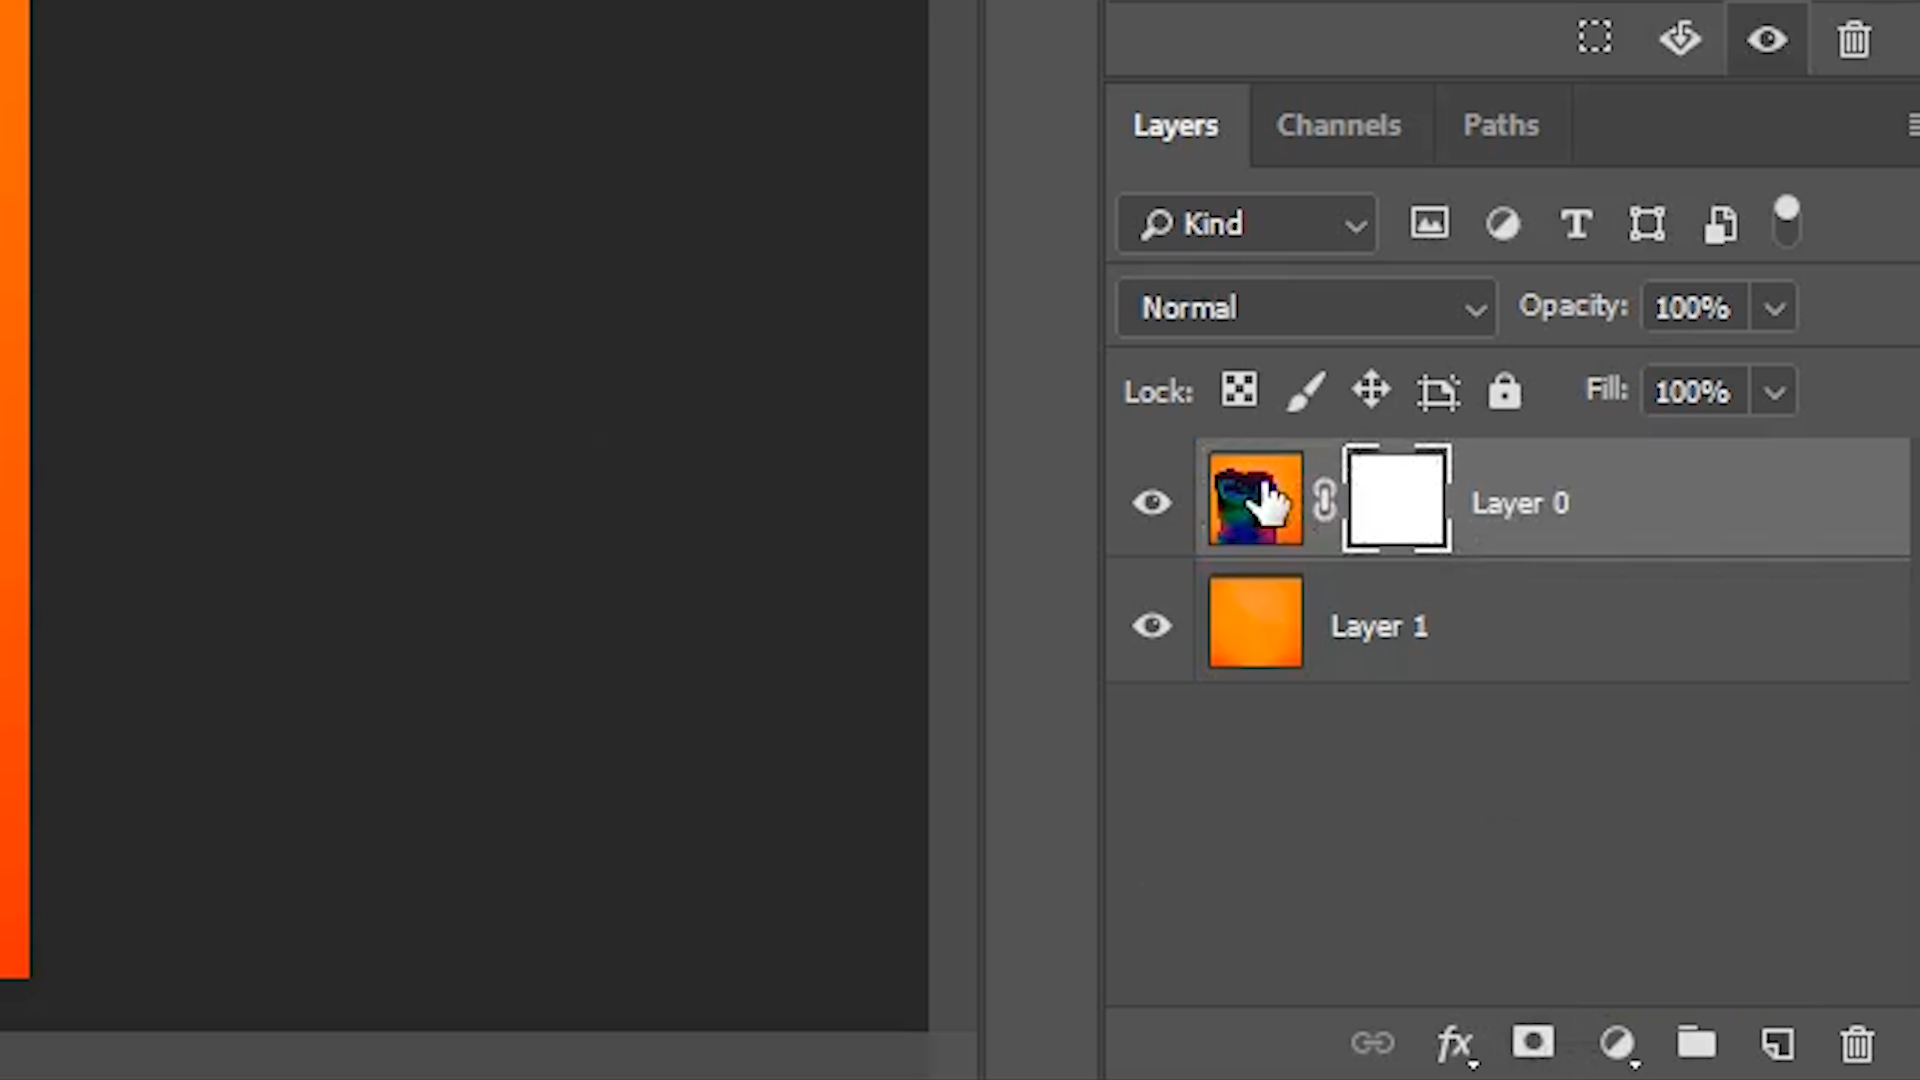 Layers Channels Paths
Kind
Normal Opacity: 100%
Lock: Fill: 100%
Layer 0
Layer 1
fx